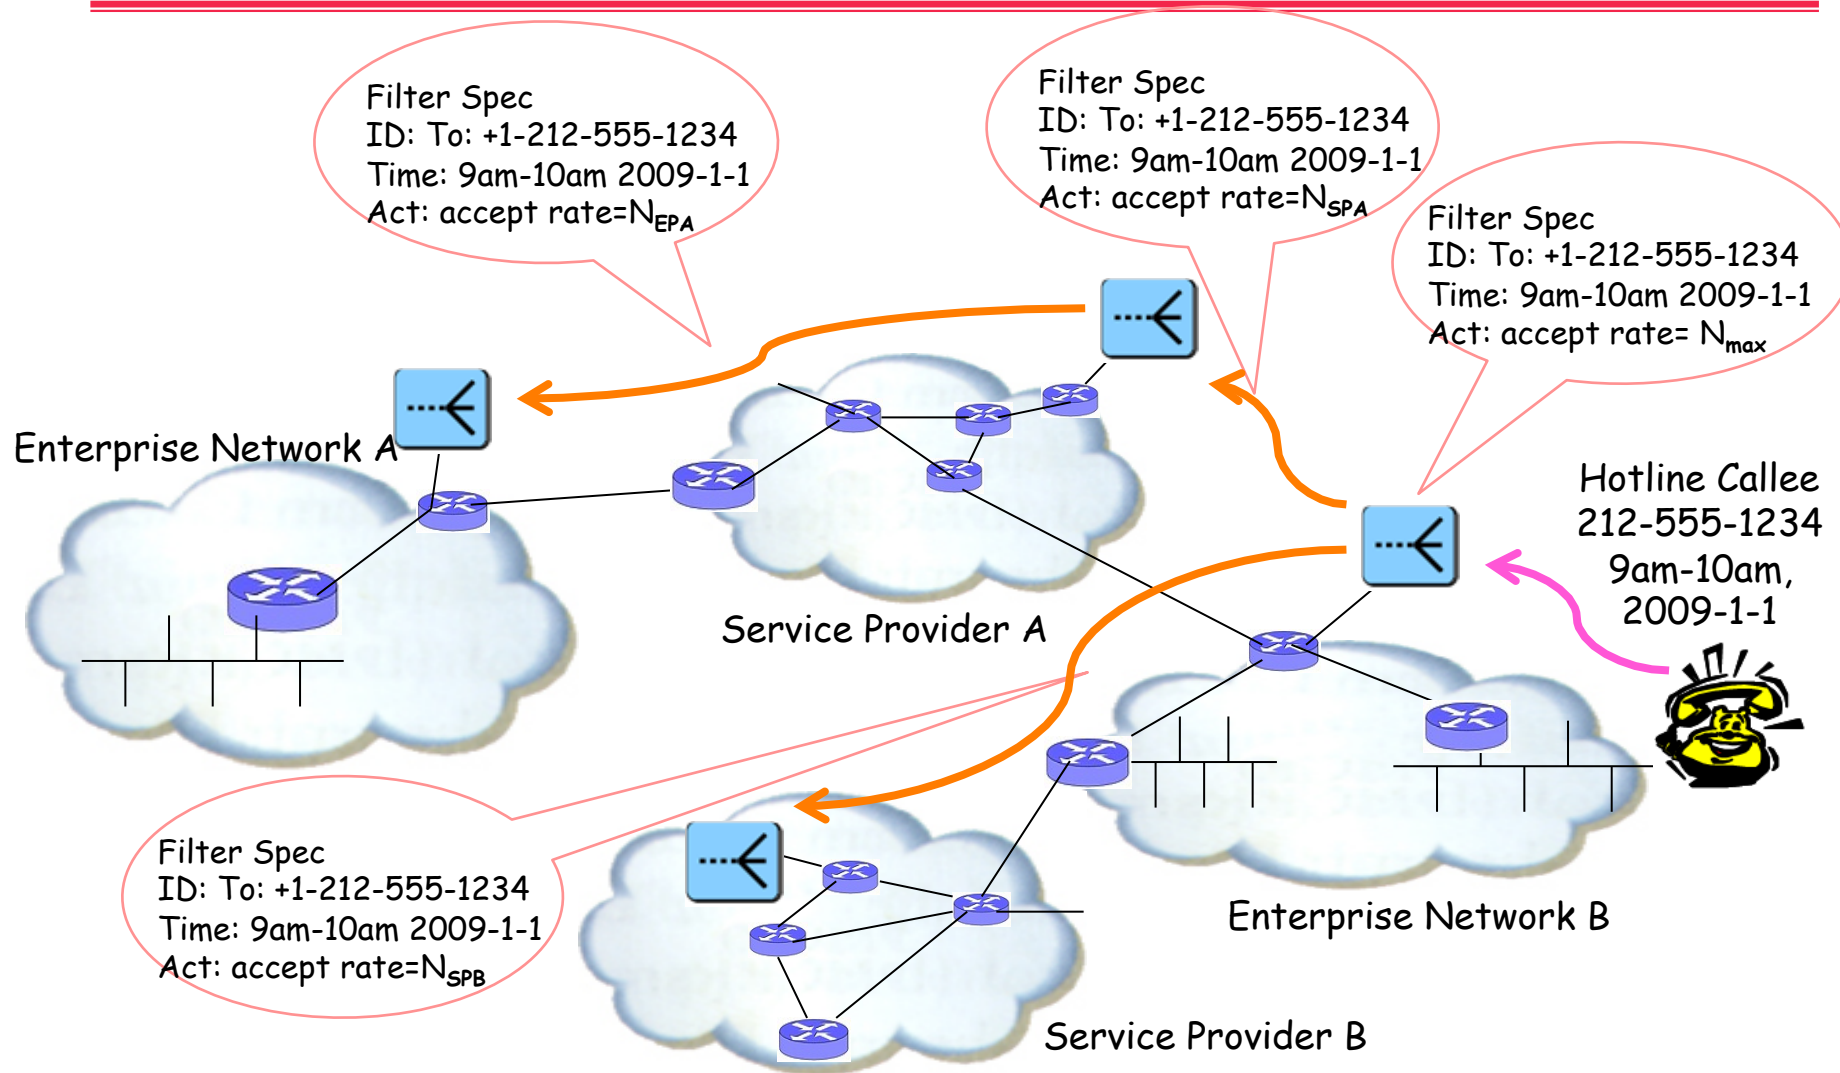 Filter Spec
ID: To: +1-212-555-1234
Time: 9am-10am 2009-1-1
Act: accept rate=N_EPA
Filter Spec
ID: To: +1-212-555-1234
Time: 9am-10am 2009-1-1
Act: accept rate=N_SPA
Filter Spec
ID: To: +1-212-555-1234
Time: 9am-10am 2009-1-1
Act: accept rate= N_max
Enterprise Network A
Hotline Callee
212-555-1234
9am-10am,
2009-1-1
Service Provider A
Filter Spec
ID: To: +1-212-555-1234
Time: 9am-10am 2009-1-1
Act: accept rate=N_SPB
Enterprise Network B
Service Provider B